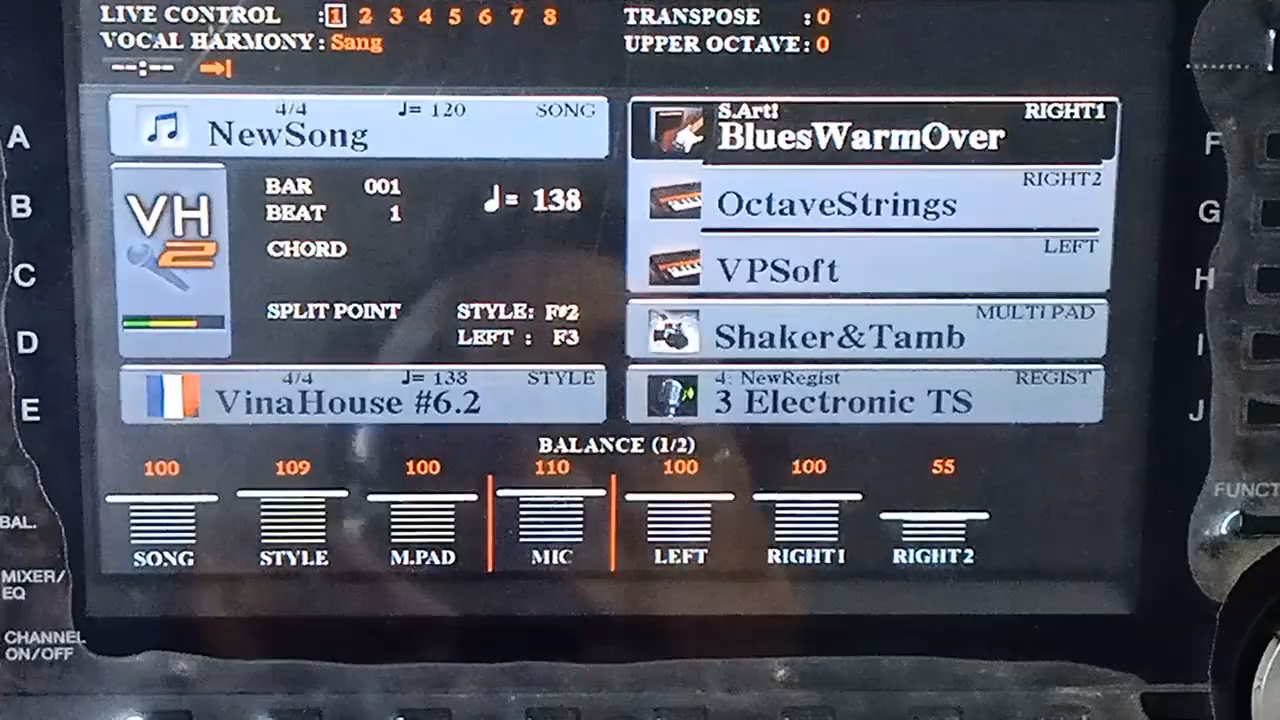 LIVE CONTROL :1 2 3 4 5 6 7 8
VOCAL HARMONY: Sang
--:--
TRANSPOSE :0
UPPER OCTAVE:0
4/4 ♩= 120 SONG
NewSong
VH
2
BAR 001
BEAT 1
♩= 138
CHORD
SPLIT POINT STYLE: F#2
LEFT : F3
4/4 ♩= 138 STYLE
VinaHouse #6.2
S.Art! RIGHT1
BluesWarmOver
RIGHT2
OctaveStrings
LEFT
VPSoft
MULTI PAD
Shaker&Tamb
4: NewRegist REGIST
3 Electronic TS
BALANCE (1/2)
100 109 100 110 100 100 55
SONG STYLE M.PAD MIC LEFT RIGHT1 RIGHT2
A
B
C
D
E
F
G
H
I
J
BAL.
MIXER/
EQ
CHANNEL
ON/OFF
FUNCT